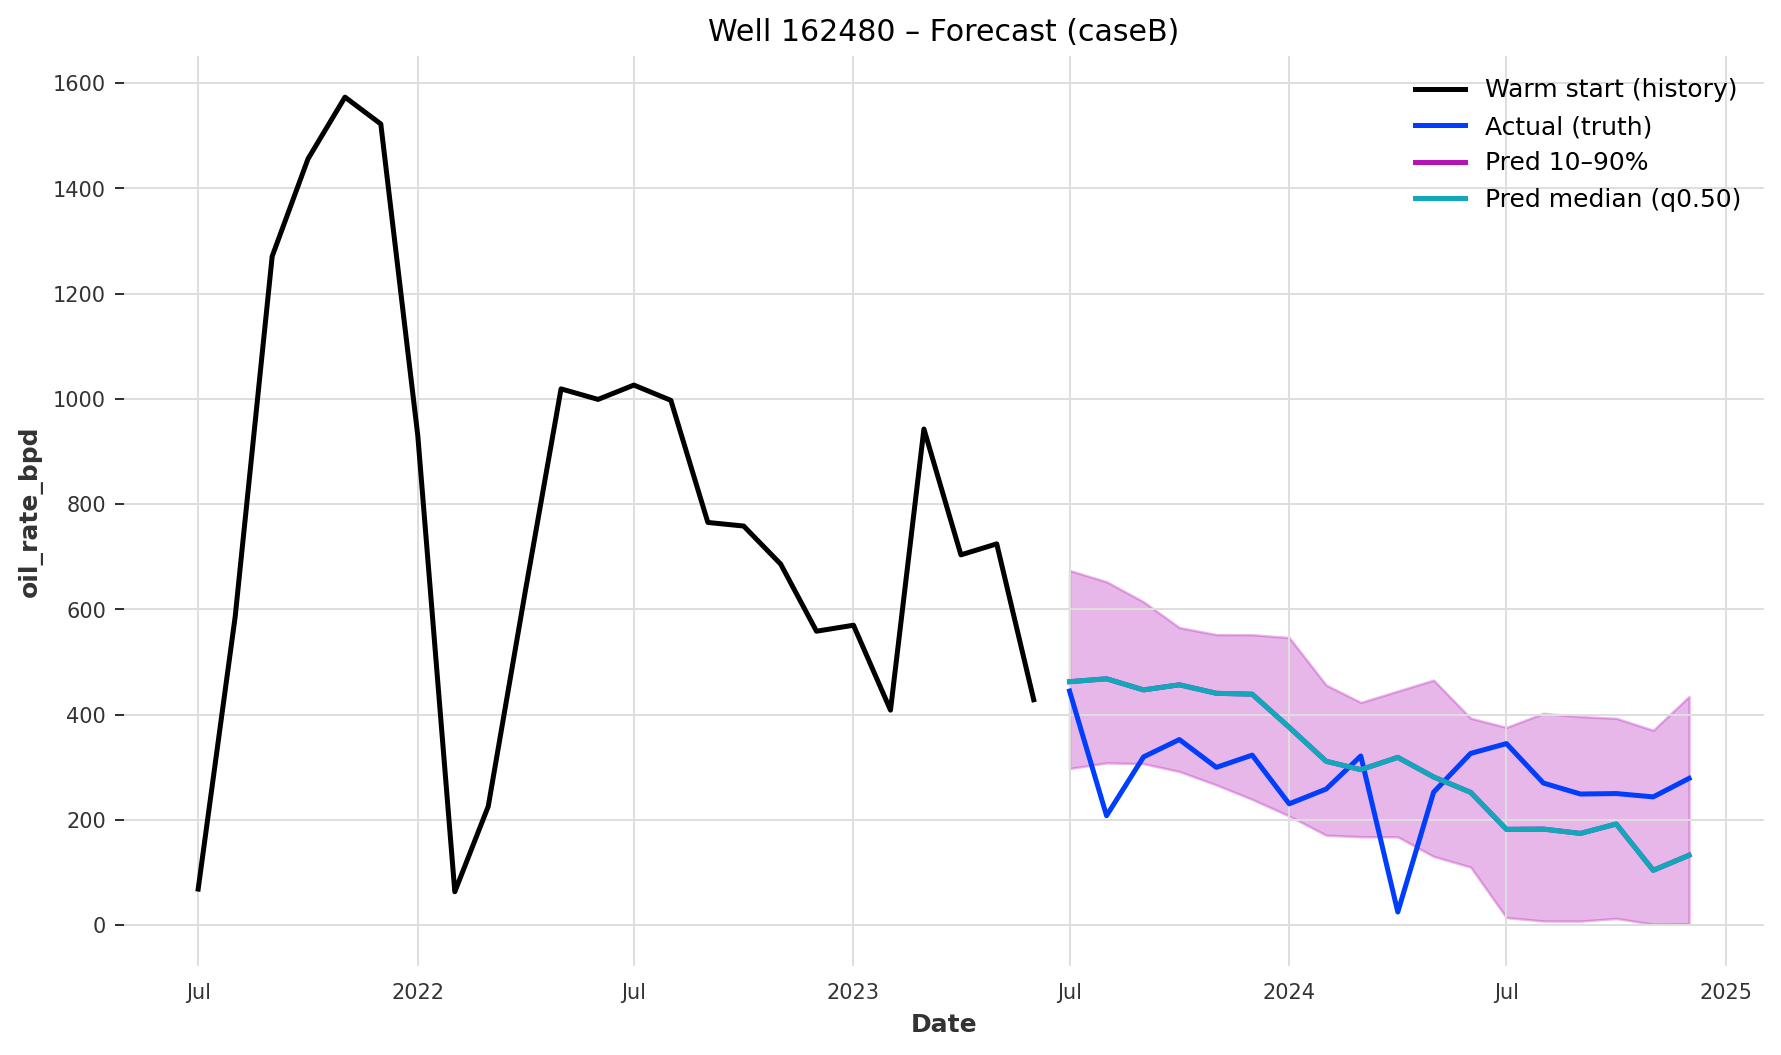 Well 162480 – Forecast (caseB)
Warm start (history)
Actual (truth)
Pred 10–90%
Pred median (q0.50)
oil_rate_bpd
1600
1400
1200
1000
800
600
400
200
0
Jul 2022 Jul 2023 Jul 2024 Jul 2025
Date